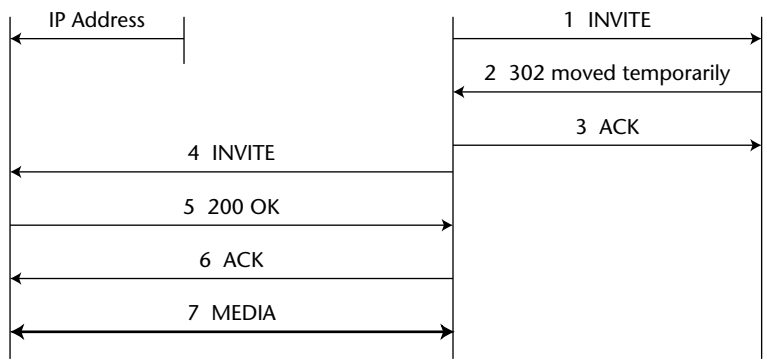 IP Address
1 INVITE
2 302 moved temporarily
3 ACK
4 INVITE
5 200 OK
6 ACK
7 MEDIA